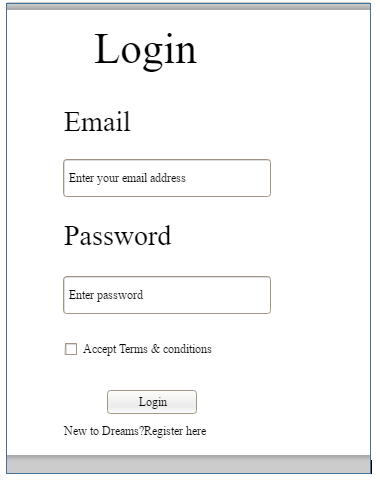 Login
Email
Enter your email address
Password
Enter password
Accept Terms & conditions
Login
New to Dreams?Register here